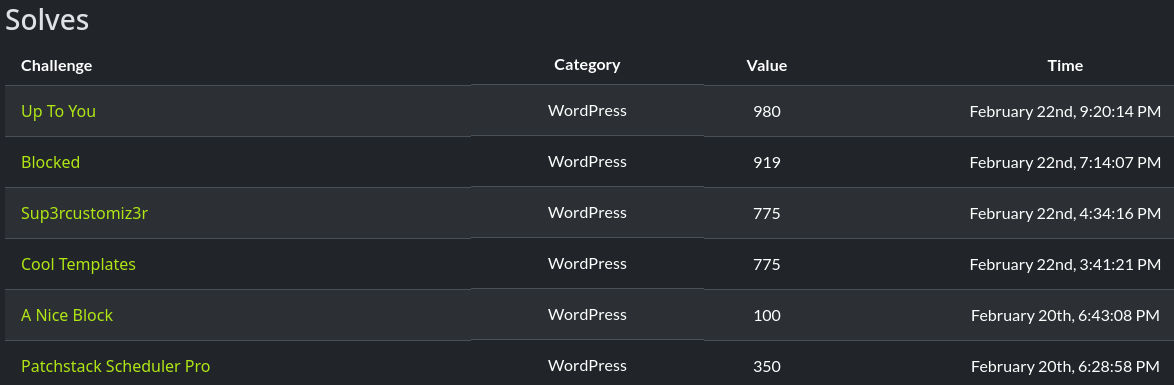 Solves
Challenge Category Value Time
Up To You WordPress 980 February 22nd, 9:20:14 PM
Blocked WordPress 919 February 22nd, 7:14:07 PM
Sup3rcustomiz3r WordPress 775 February 22nd, 4:34:16 PM
Cool Templates WordPress 775 February 22nd, 3:41:21 PM
A Nice Block WordPress 100 February 20th, 6:43:08 PM
Patchstack Scheduler Pro WordPress 350 February 20th, 6:28:58 PM